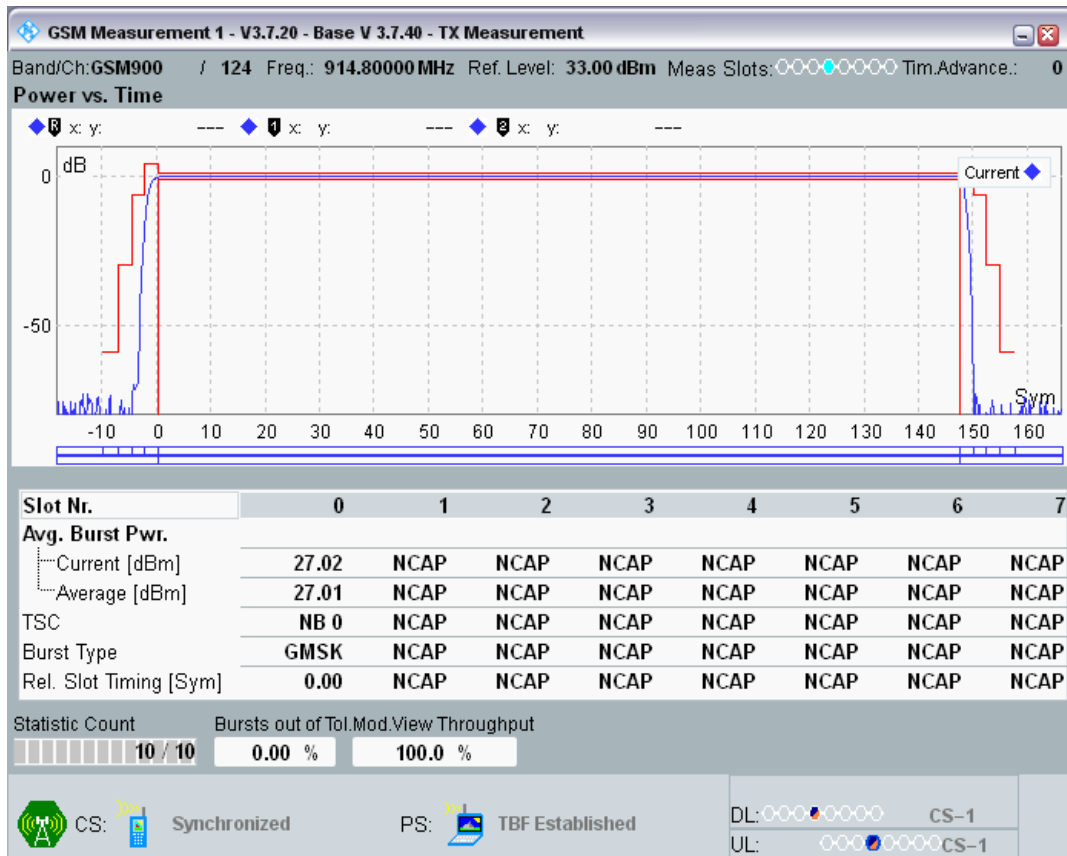 GSM Measurement 1 - V3.7.20 - Base V 3.7.40 - TX Measurement
Band/Ch:GSM900 / 124 Freq.: 914.80000 MHz Ref. Level: 33.00 dBm Meas Slots: Tim.Advance.: 0
Power vs. Time
R x: y: --- 1 x: y: --- 2 x: y: ---
dB
0
Current
-50
Sym
-10 0 10 20 30 40 50 60 70 80 90 100 110 120 130 140 150 160
Slot Nr. 0 1 2 3 4 5 6 7
Avg. Burst Pwr.
Current [dBm] 27.02 NCAP NCAP NCAP NCAP NCAP NCAP NCAP
Average [dBm] 27.01 NCAP NCAP NCAP NCAP NCAP NCAP NCAP
TSC NB 0 NCAP NCAP NCAP NCAP NCAP NCAP NCAP
Burst Type GMSK NCAP NCAP NCAP NCAP NCAP NCAP NCAP
Rel. Slot Timing [Sym] 0.00 NCAP NCAP NCAP NCAP NCAP NCAP NCAP
Statistic Count Bursts out of Tol.Mod.View Throughput
10 / 10 0.00 % 100.0 %
CS: Synchronized PS: TBF Established
DL: CS-1
UL: CS-1